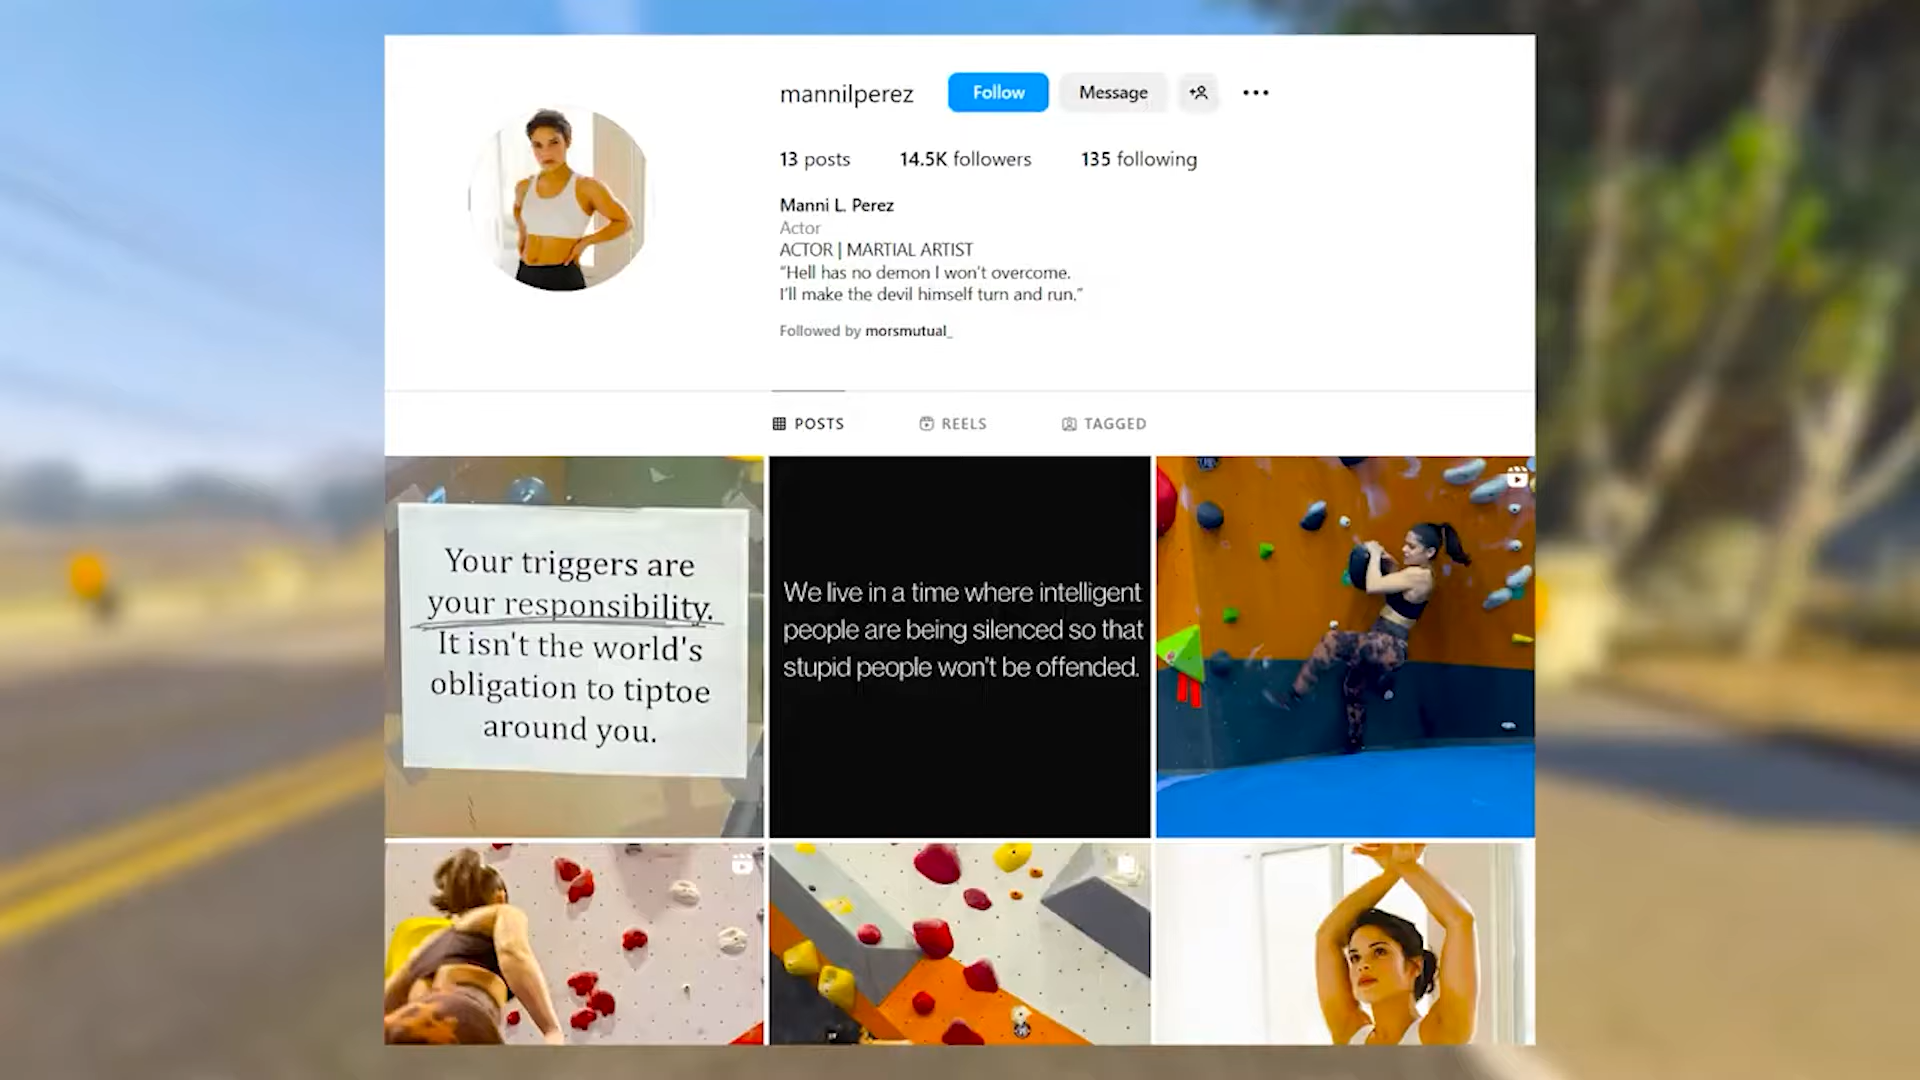 mannilperez
Follow
Message
13 posts
14.5K followers
135 following
Manni L. Perez
Actor
ACTOR | MARTIAL ARTIST
“Hell has no demon I won't overcome.
I'll make the devil himself turn and run.”
Followed by morsmutual_
POSTS
REELS
TAGGED
Your triggers are
your responsibility.
It isn't the world's
obligation to tiptoe
around you.
We live in a time where intelligent
people are being silenced so that
stupid people won't be offended.